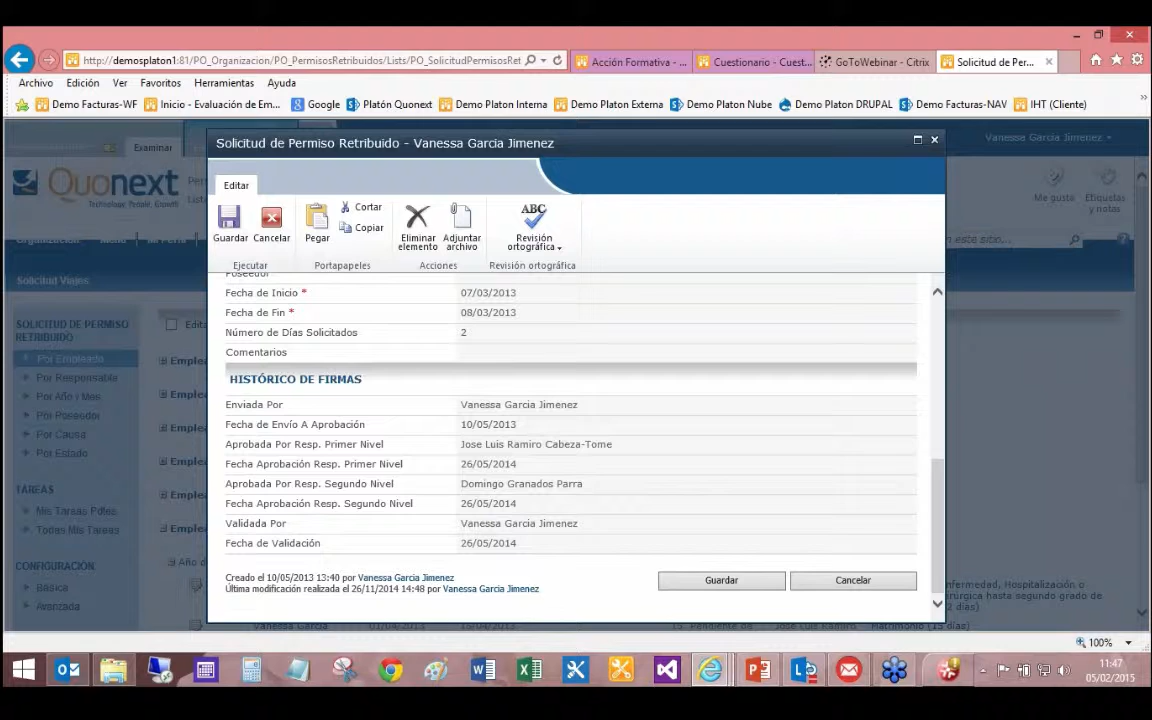 http://demosplaton1:81/PO_Organizacion/PO_PermisosRetribuidos/Lists/PO_SolicitudPermisosRet
Acción Formativa - ...
Cuestionario - Cuest...
GoToWebinar - Citrix
Solicitud de Per...
Archivo Edición Ver Favoritos Herramientas Ayuda
Demo Facturas-WF Inicio - Evaluación de Em... Google Platón Quonext Demo Platon Interna Demo Platon Externa Demo Platon Nube Demo Platon DRUPAL Demo Facturas-NAV IHT (Cliente)
Examinar
Vanessa Garcia Jimenez
Quonext
Technology, People, Growth
Me gusta
Etiquetas y notas
este sitio...
Solicitud Viajes
SOLICITUD DE PERMISO
RETRIBUIDO
Por Empleado
Por Responsable
Por Año / Mes
Por Poseedor
Por Causa
Por Estado
TAREAS
Mis Tareas Pdtes.
Todas Mis Tareas
CONFIGURACIÓN
Básica
Avanzada
Solicitud de Permiso Retribuido - Vanessa Garcia Jimenez
Editar
Guardar
Cancelar
Pegar
Cortar
Copiar
Eliminar elemento
Adjuntar archivo
ABC
Revisión ortográfica
Ejecutar
Portapapeles
Acciones
Revisión ortográfica
Poseedor
Fecha de Inicio * 07/03/2013
Fecha de Fin * 08/03/2013
Número de Días Solicitados 2
Comentarios
HISTÓRICO DE FIRMAS
Enviada Por Vanessa Garcia Jimenez
Fecha de Envío A Aprobación 10/05/2013
Aprobada Por Resp. Primer Nivel Jose Luis Ramiro Cabeza-Tome
Fecha Aprobación Resp. Primer Nivel 26/05/2014
Aprobada Por Resp. Segundo Nivel Domingo Granados Parra
Fecha Aprobación Resp. Segundo Nivel 26/05/2014
Validada Por Vanessa Garcia Jimenez
Fecha de Validación 26/05/2014
Creado el 10/05/2013 13:40 por Vanessa Garcia Jimenez
Última modificación realizada el 26/11/2014 14:48 por Vanessa Garcia Jimenez
Guardar
Cancelar
100%
11:47
05/02/2015